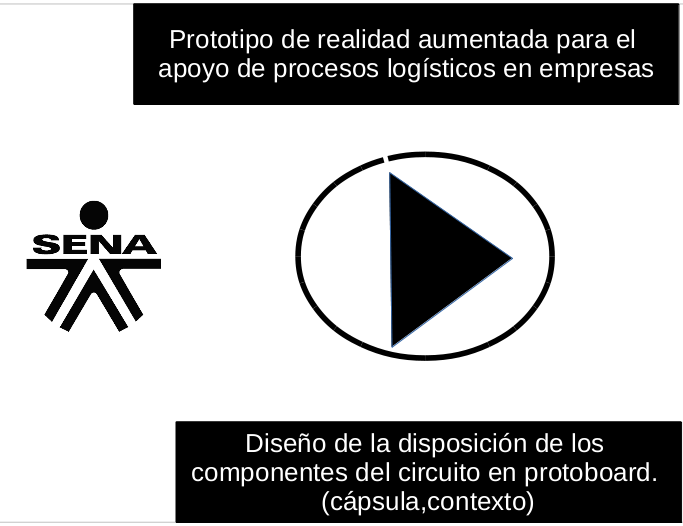 Prototipo de realidad aumentada para el
apoyo de procesos logísticos en empresas
SENA
Diseño de la disposición de los
componentes del circuito en protoboard.
(cápsula,contexto)